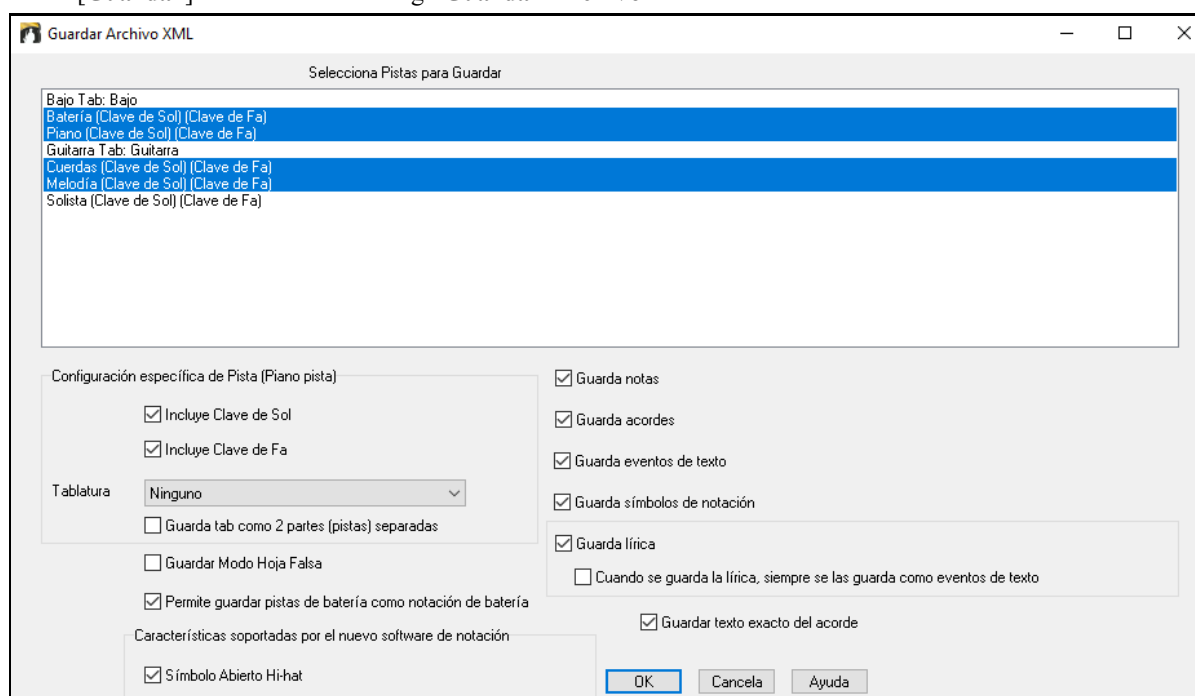 Guardar Archivo XML
Selecciona Pistas para Guardar
Bajo Tab: Bajo
Batería (Clave de Sol) (Clave de Fa)
Piano (Clave de Sol) (Clave de Fa)
Guitarra Tab: Guitarra
Cuerdas (Clave de Sol) (Clave de Fa)
Melodía (Clave de Sol) (Clave de Fa)
Solista (Clave de Sol) (Clave de Fa)
Configuración específica de Pista (Piano pista)
Incluye Clave de Sol
Incluye Clave de Fa
Tablatura
Ninguno
Guarda tab como 2 partes (pistas) separadas
Guardar Modo Hoja Falsa
Permite guardar pistas de batería como notación de batería
Características soportadas por el nuevo software de notación
Símbolo Abierto Hi-hat
Guarda notas
Guarda acordes
Guarda eventos de texto
Guarda símbolos de notación
Guarda lírica
Cuando se guarda la lírica, siempre se las guarda como eventos de texto
Guardar texto exacto del acorde
OK
Cancela
Ayuda